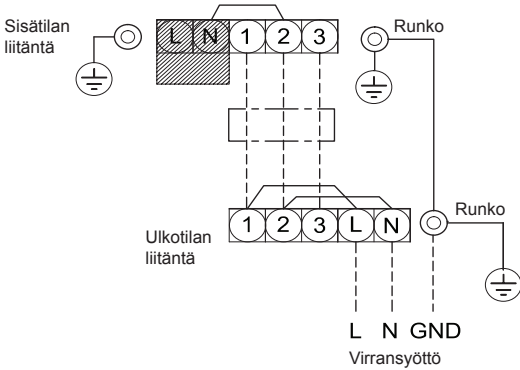 Sisätilan
liitäntä
L N 1 2 3
Runko
Ulkotilan
liitäntä
1 2 3 L N
Runko
L N GND
Virransyöttö